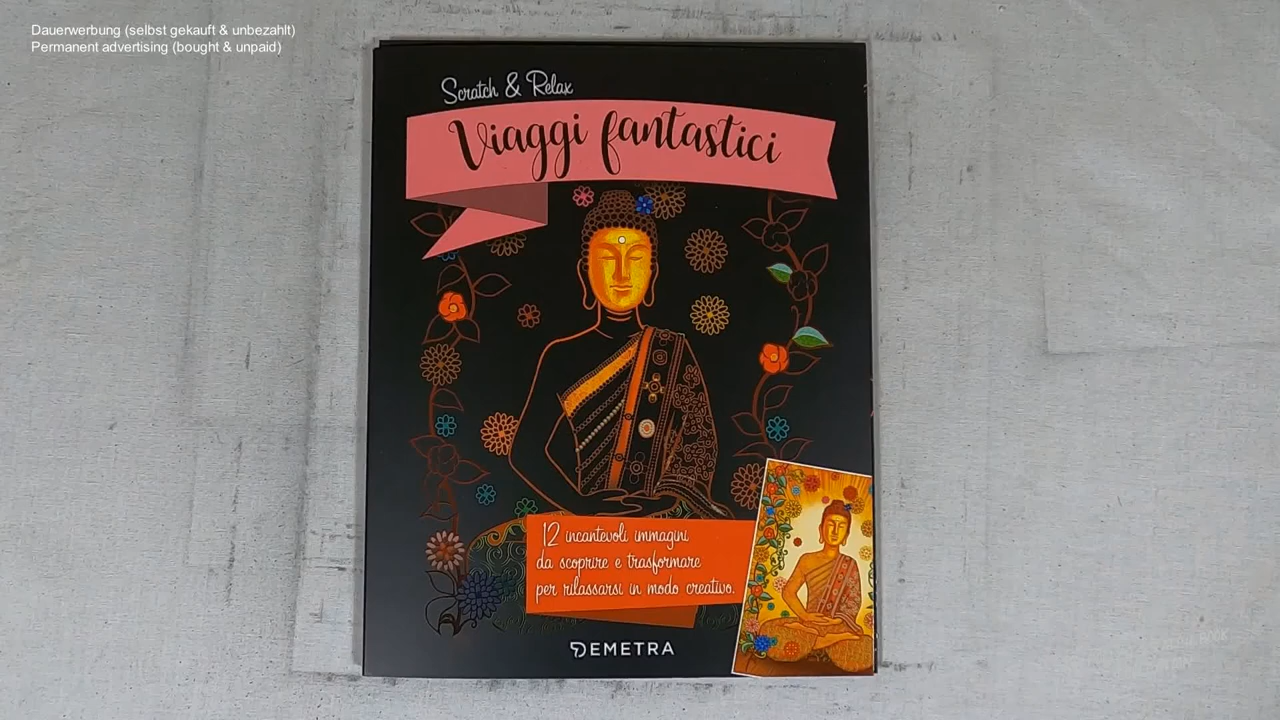 Dauerwerbung (selbst gekauft & unbezahlt)
Permanent advertising (bought & unpaid)
Scratch & Relax
Viaggi fantastici
12 incantevoli immagini
da scoprire e trasformare
per rilassarsi in modo creativo.
DEMETRA